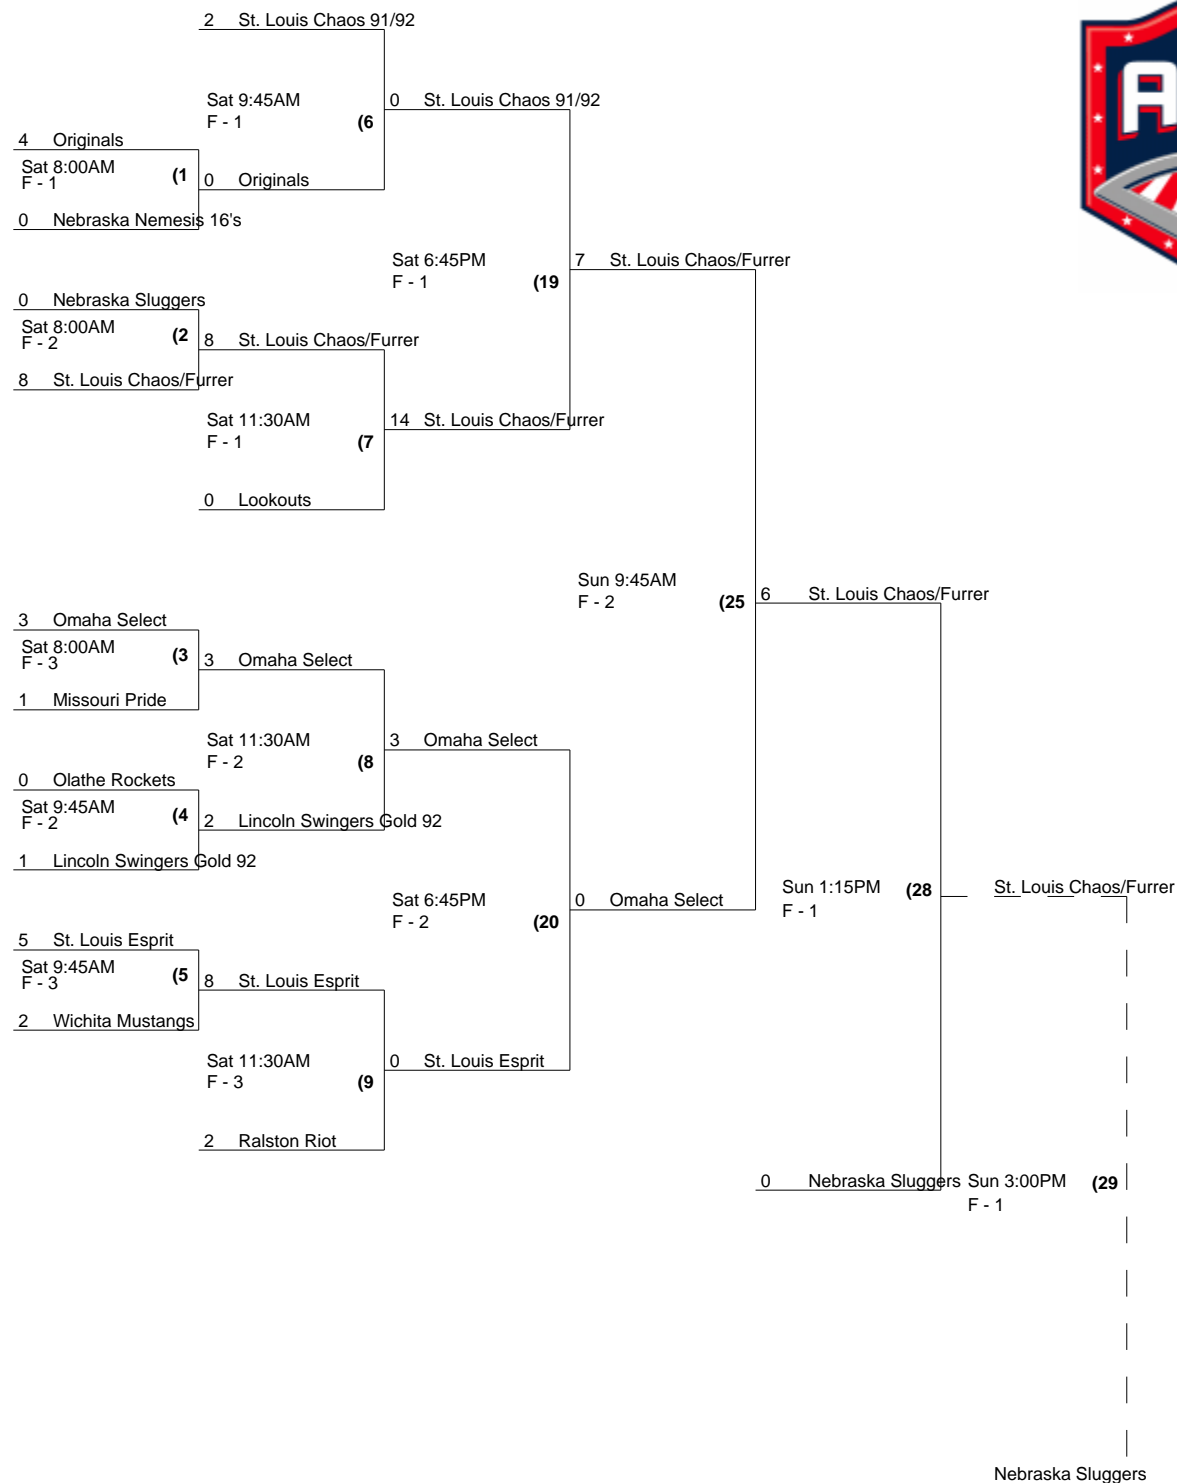 2 St. Louis Chaos 91/92
Sat 9:45AM
F - 1 (6
0 St. Louis Chaos 91/92
4 Originals
Sat 8:00AM
F - 1 (1
0 Originals
0 Nebraska Nemesis 16's
Sat 6:45PM
F - 1 (19
7 St. Louis Chaos/Furrer
0 Nebraska Sluggers
Sat 8:00AM
F - 2 (2
8 St. Louis Chaos/Furrer
8 St. Louis Chaos/Furrer
Sat 11:30AM
F - 1 (7
14 St. Louis Chaos/Furrer
0 Lookouts
Sun 9:45AM
F - 2 (25
6 St. Louis Chaos/Furrer
3 Omaha Select
Sat 8:00AM
F - 3 (3
3 Omaha Select
1 Missouri Pride
Sat 11:30AM
F - 2 (8
3 Omaha Select
0 Olathe Rockets
Sat 9:45AM
F - 2 (4
2 Lincoln Swingers Gold 92
1 Lincoln Swingers Gold 92
Sat 6:45PM
F - 2 (20
0 Omaha Select
Sun 1:15PM (28
F - 1
St. Louis Chaos/Furrer
5 St. Louis Esprit
Sat 9:45AM
F - 3 (5
8 St. Louis Esprit
2 Wichita Mustangs
Sat 11:30AM
F - 3 (9
0 St. Louis Esprit
2 Ralston Riot
0 Nebraska Sluggers
Sun 3:00PM (29
F - 1
Nebraska Sluggers